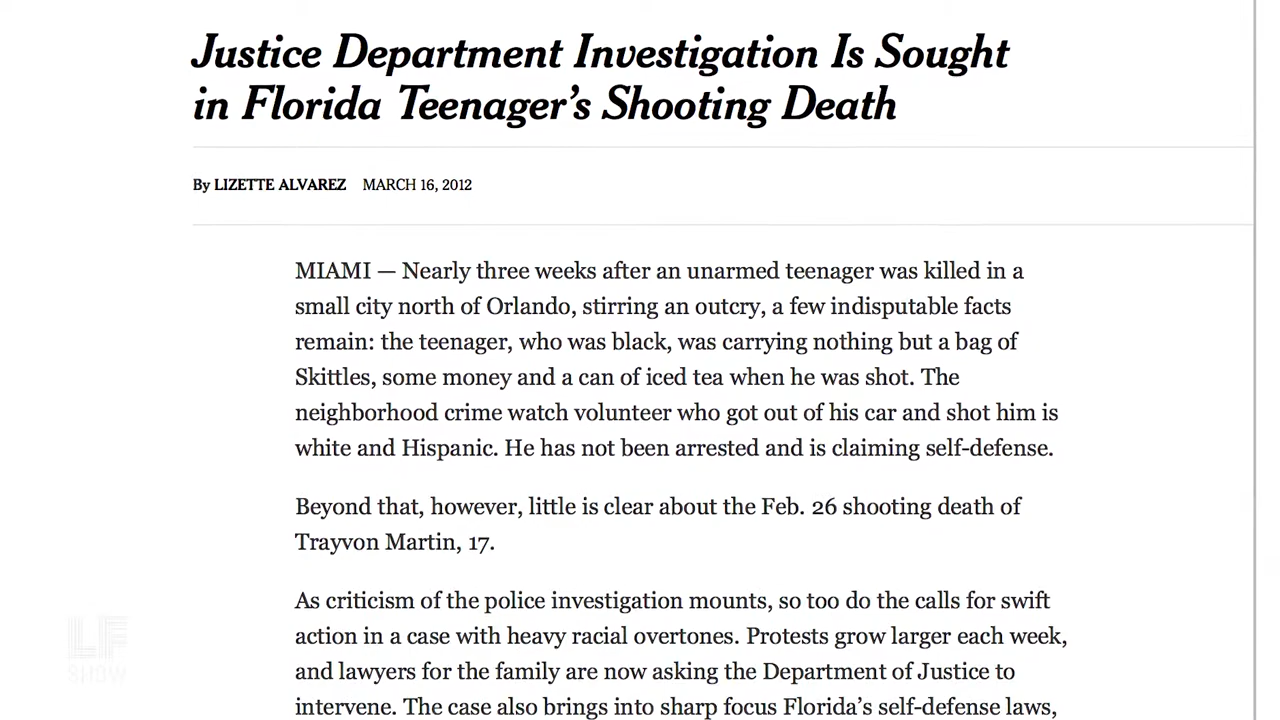 Justice Department Investigation Is Sought
in Florida Teenager’s Shooting Death
By LIZETTE ALVAREZ MARCH 16, 2012
MIAMI — Nearly three weeks after an unarmed teenager was killed in a
small city north of Orlando, stirring an outcry, a few indisputable facts
remain: the teenager, who was black, was carrying nothing but a bag of
Skittles, some money and a can of iced tea when he was shot. The
neighborhood crime watch volunteer who got out of his car and shot him is
white and Hispanic. He has not been arrested and is claiming self-defense.
Beyond that, however, little is clear about the Feb. 26 shooting death of
Trayvon Martin, 17.
As criticism of the police investigation mounts, so too do the calls for swift
action in a case with heavy racial overtones. Protests grow larger each week,
and lawyers for the family are now asking the Department of Justice to
intervene. The case also brings into sharp focus Florida’s self-defense laws,
LF
SHOW